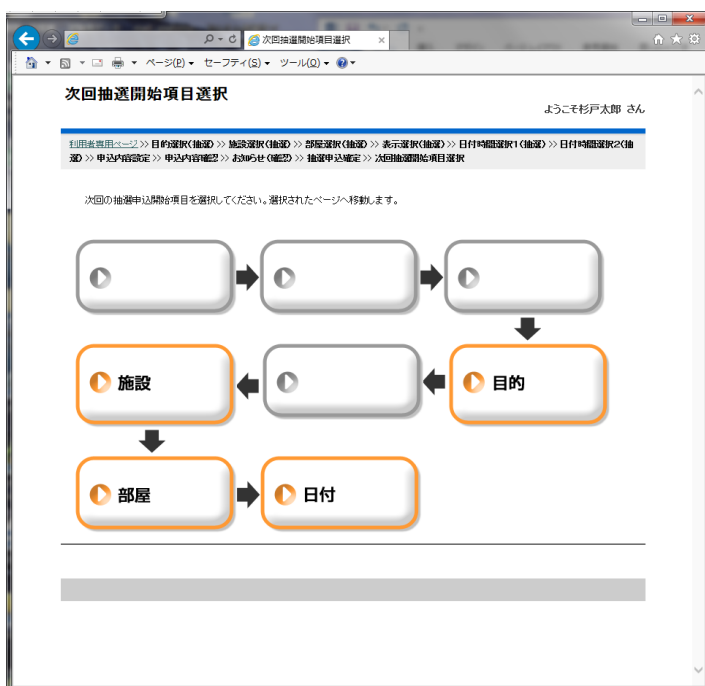 次回抽選開始項目選択
ページ(P) セーフティ(S) ツール(O)
次回抽選開始項目選択
ようこそ杉戸太郎 さん
利用者専用ページ >> 目的選択(抽選) >> 施設選択(抽選) >> 部屋選択(抽選) >> 表示選択(抽選) >> 日付時間選択1(抽選) >> 日付時間選択2(抽
選) >> 申込内容設定 >> 申込内容確認 >> お知らせ(確認) >> 抽選申込確定 >> 次回抽選開始項目選択
次回の抽選申込開始項目を選択してください。選択されたページへ移動します。
施設
目的
部屋
日付